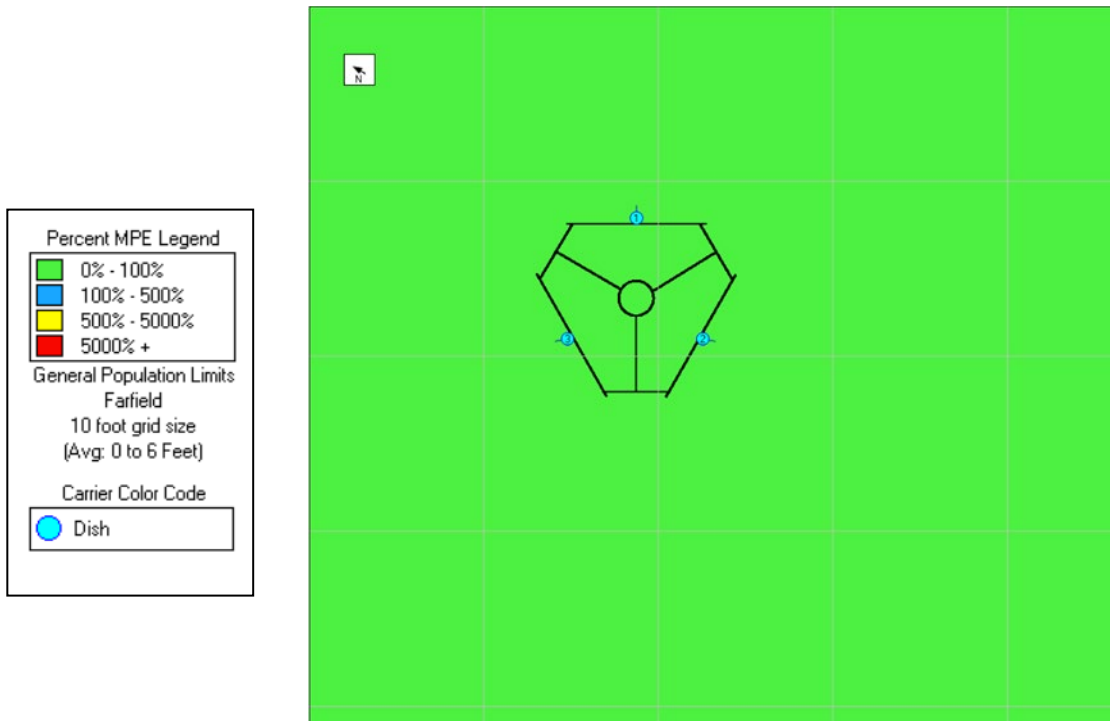 N
1
3
2
Percent MPE Legend
0% - 100%
100% - 500%
500% - 5000%
5000% +
General Population Limits
Farfield
10 foot grid size
(Avg: 0 to 6 Feet)
Carrier Color Code
Dish